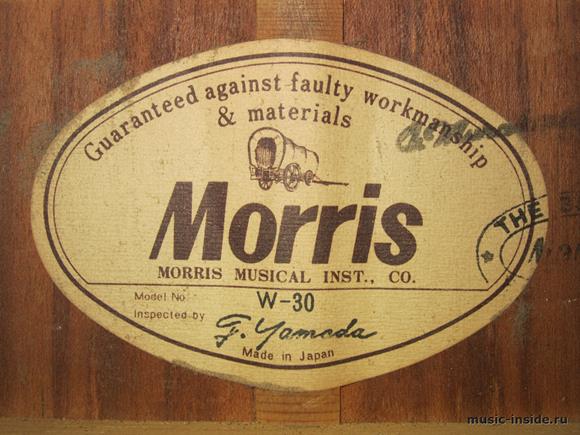 Guaranteed against faulty workmanship
& materials
Morris
MORRIS MUSICAL INST., CO.
Model No W-30
Inspected by F. Yamada
Made in Japan
THE
music-inside.ru